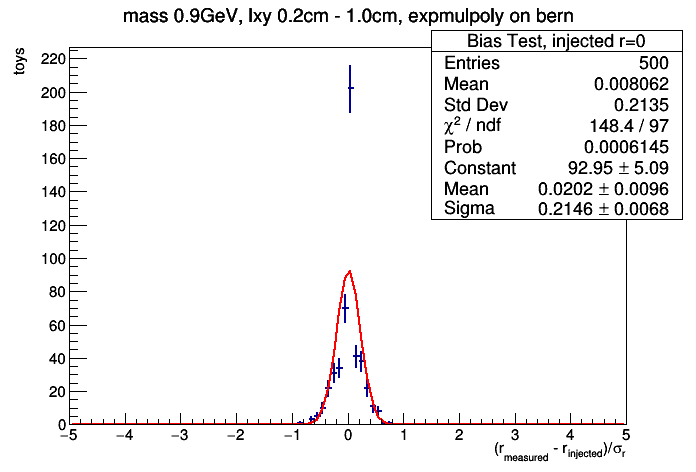 mass 0.9GeV, lxy 0.2cm - 1.0cm, expmulpoly on bern
Bias Test, injected r=0
Entries 500
Mean 0.008062
Std Dev 0.2135
χ² / ndf 148.4 / 97
Prob 0.0006145
Constant 92.95 ± 5.09
Mean 0.0202 ± 0.0096
Sigma 0.2146 ± 0.0068
toys
220
200
180
160
140
120
100
80
60
40
20
0
−5 −4 −3 −2 −1 0 1 2 3 4 5
(r_measured - r_injected)/σ_r